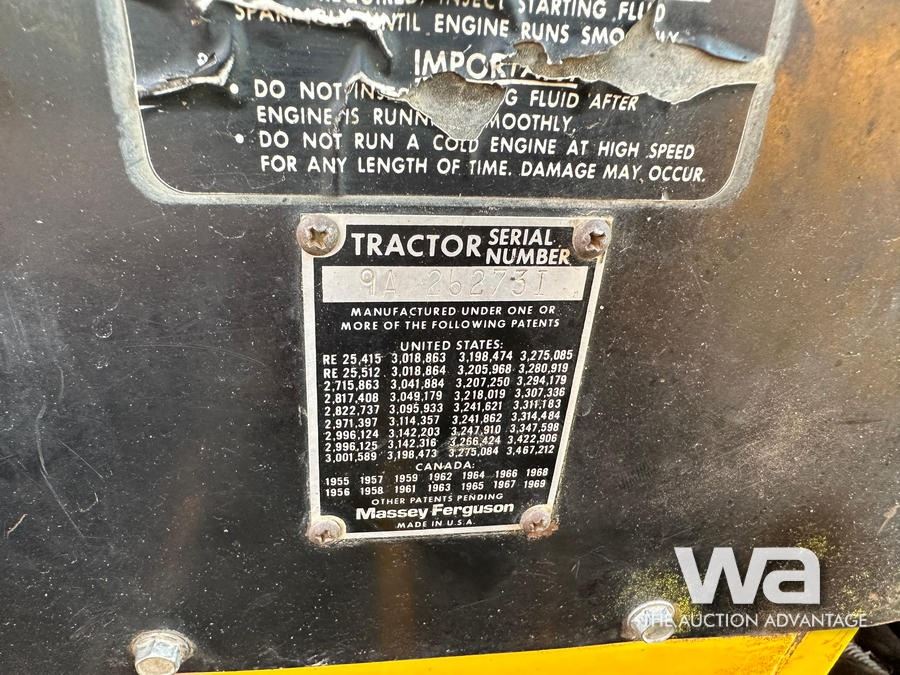 INJECT STARTING FLUID
SPARINGLY UNTIL ENGINE RUNS SMOOTHLY
IMPORTANT
• DO NOT FLUID AFTER
ENGINE IS SMOOTHLY
• DO NOT RUN A COLD ENGINE AT HIGH SPEED
FOR ANY LENGTH OF TIME. DAMAGE MAY OCCUR.
TRACTOR SERIAL NUMBER
9A 262731
MANUFACTURED UNDER ONE OR
MORE OF THE FOLLOWING PATENTS
UNITED STATES:
RE 25,415 3,018,863 3,198,474 3,275,085
RE 25,512 3,018,864 3,205,968 3,280,919
2,715,863 3,041,884 3,207,250 3,294,179
2,817,408 3,049,179 3,218,019 3,307,336
2,822,737 3,095,933 3,241,621 3,311,183
2,971,397 3,114,357 3,241,862 3,314,484
2,996,124 3,142,203 3,247,910 3,347,598
2,996,125 3,142,316 3,266,424 3,422,906
3,001,589 3,198,473 3,275,084 3,467,212
CANADA:
1955 1957 1959 1962 1964 1966 1968
1956 1958 1961 1963 1965 1967 1969
OTHER PATENTS PENDING
Massey-Ferguson
MADE IN U.S.A.
wa
THE AUCTION ADVANTAGE